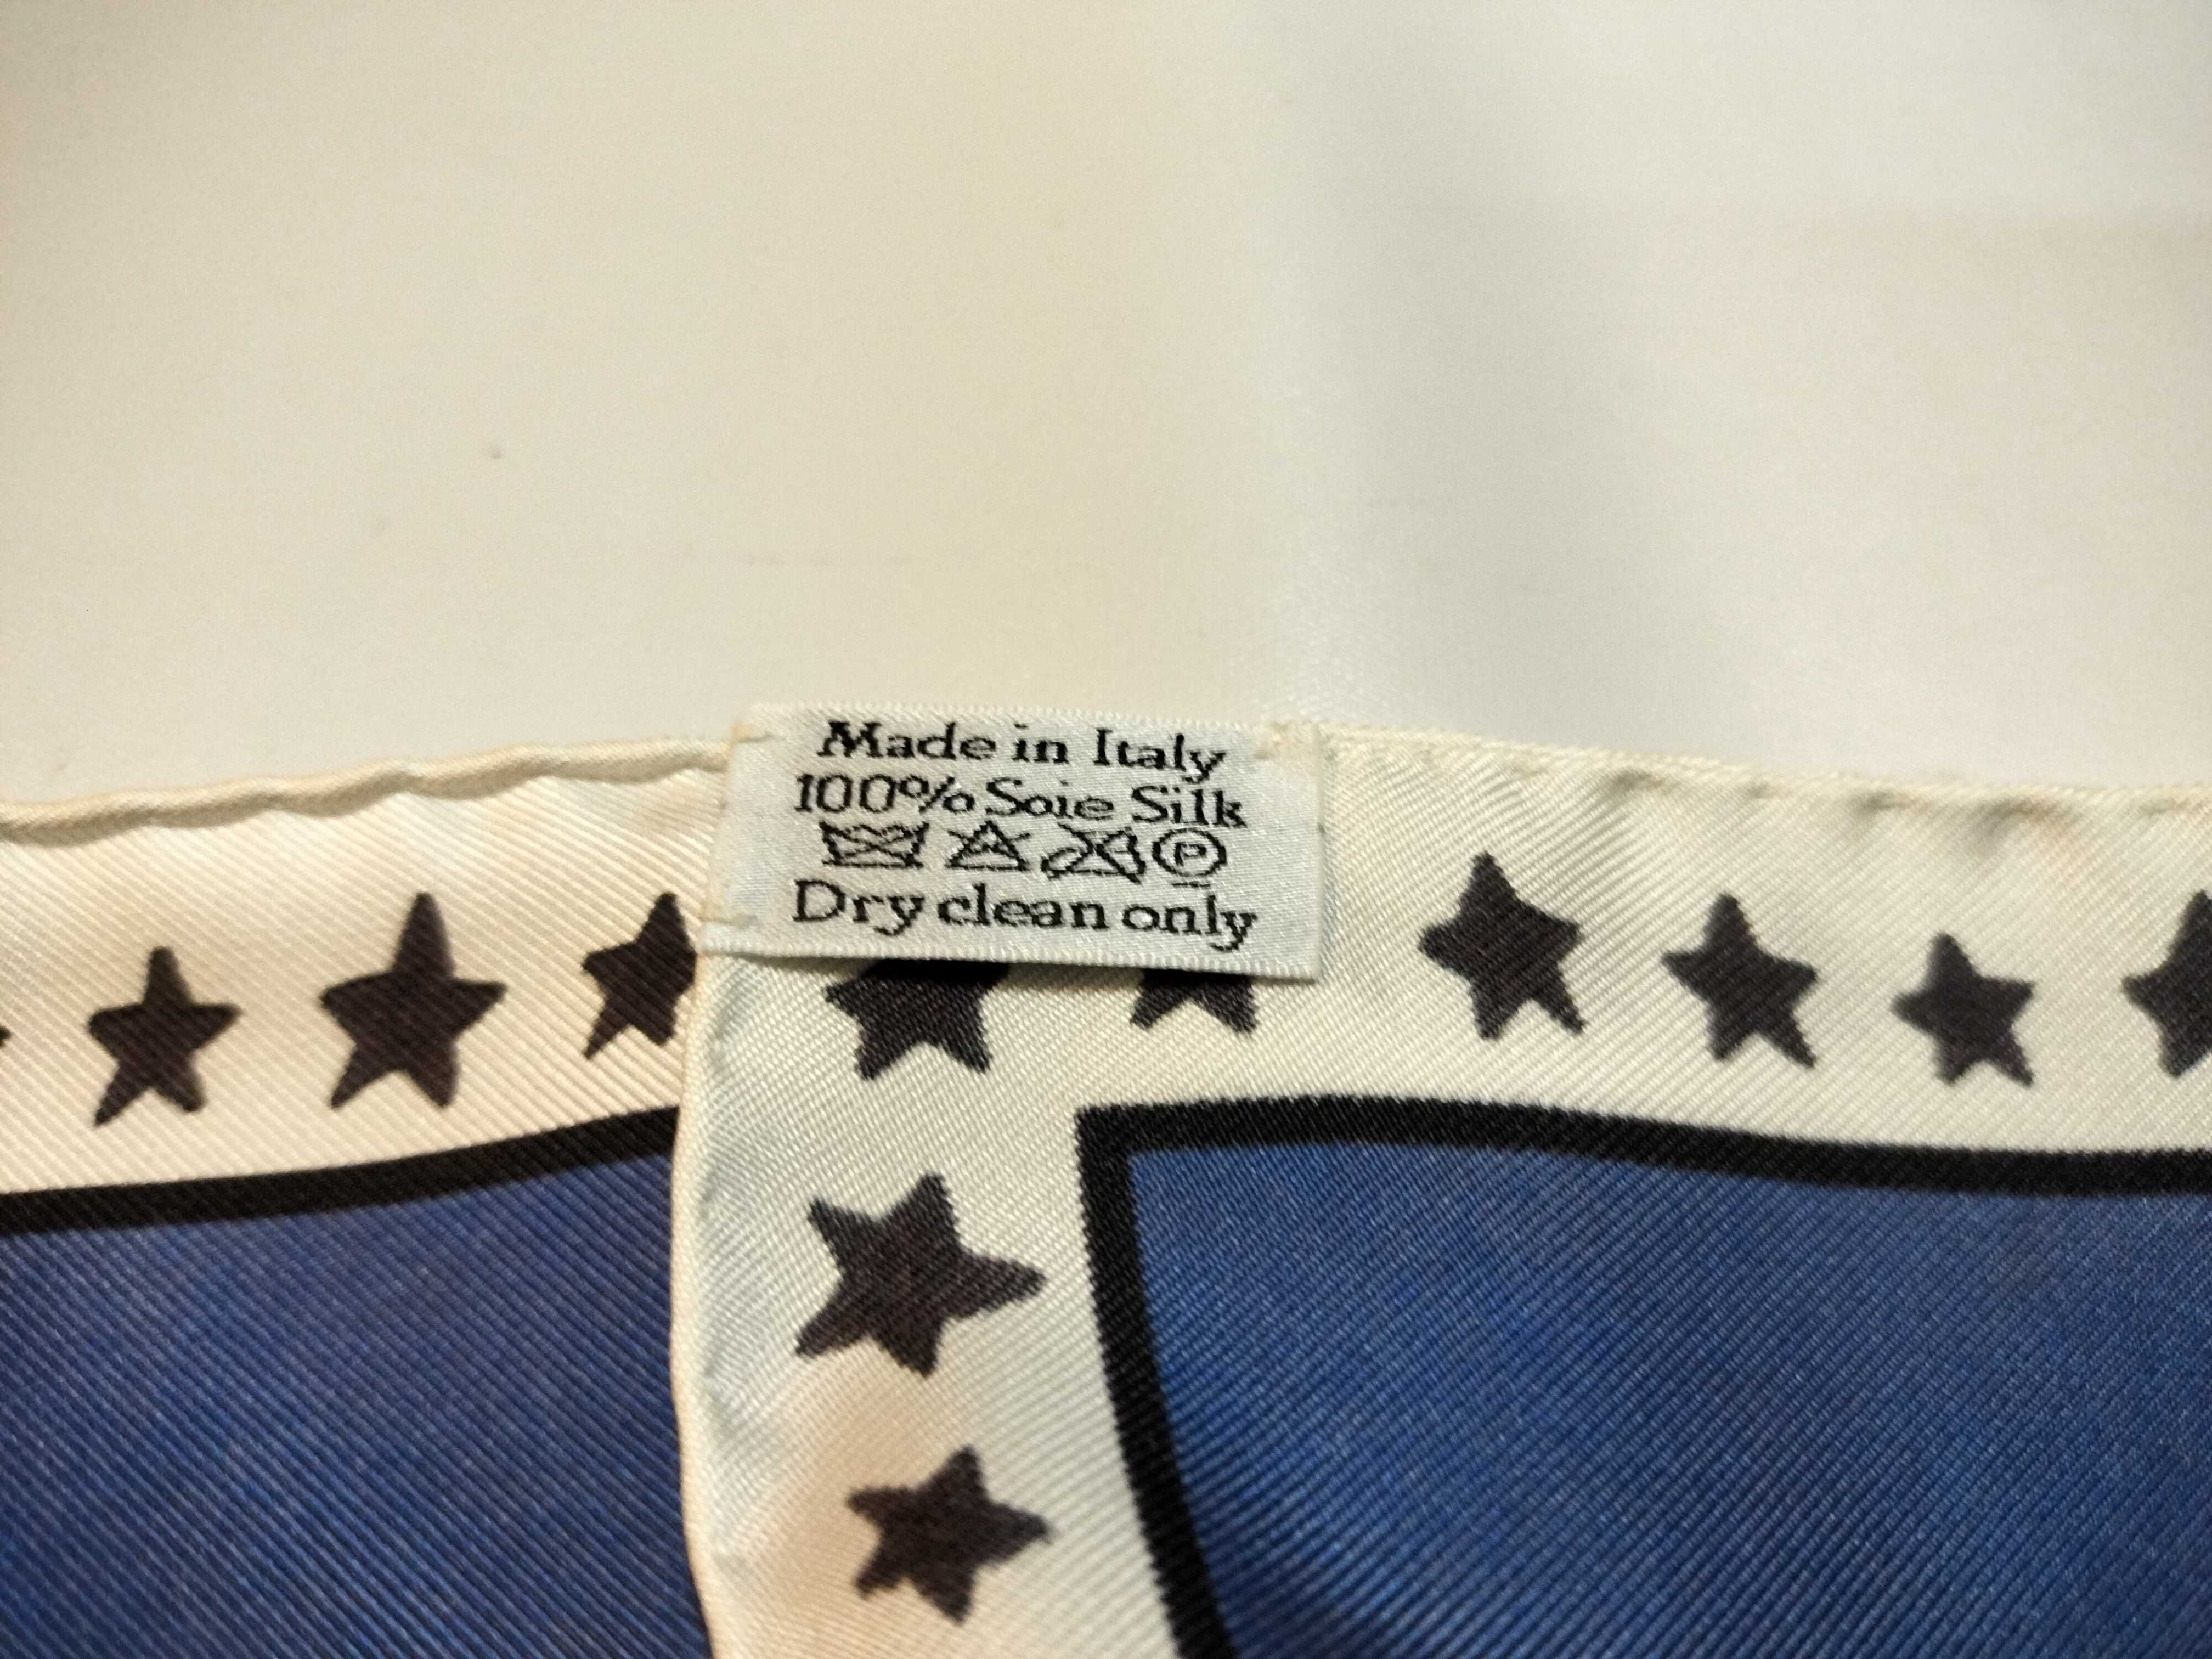 Made in Italy
100% Soie Silk
P
Dry clean only